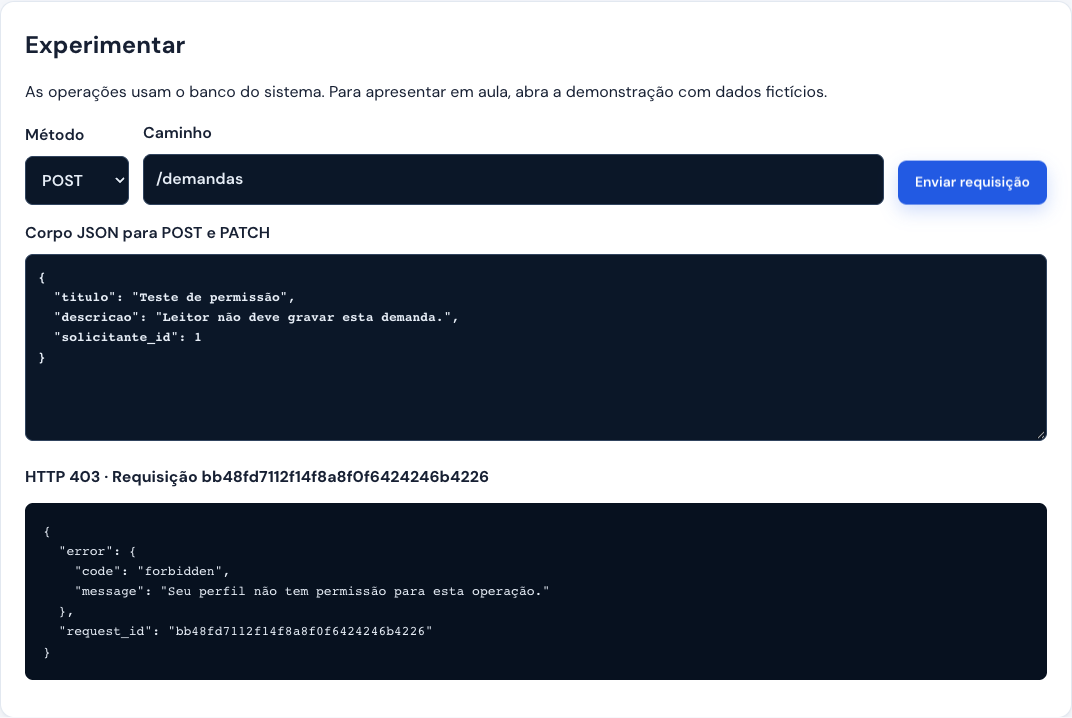 Experimentar
As operações usam o banco do sistema. Para apresentar em aula, abra a demonstração com dados fictícios.
Método
Caminho
POST
/demandas
Enviar requisição
Corpo JSON para POST e PATCH
{
  "titulo": "Teste de permissão",
  "descricao": "Leitor não deve gravar esta demanda.",
  "solicitante_id": 1
}
HTTP 403 · Requisição bb48fd7112f14f8a8f0f6424246b4226
{
  "error": {
    "code": "forbidden",
    "message": "Seu perfil não tem permissão para esta operação."
  },
  "request_id": "bb48fd7112f14f8a8f0f6424246b4226"
}